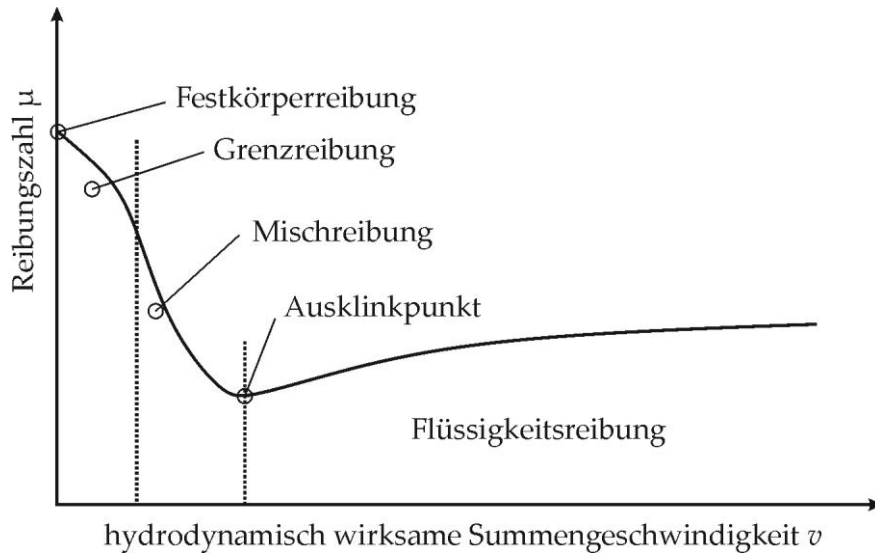 Reibungszahl µ
Festkörperreibung
Grenzreibung
Mischreibung
Ausklinkpunkt
Flüssigkeitsreibung
hydrodynamisch wirksame Summengeschwindigkeit v